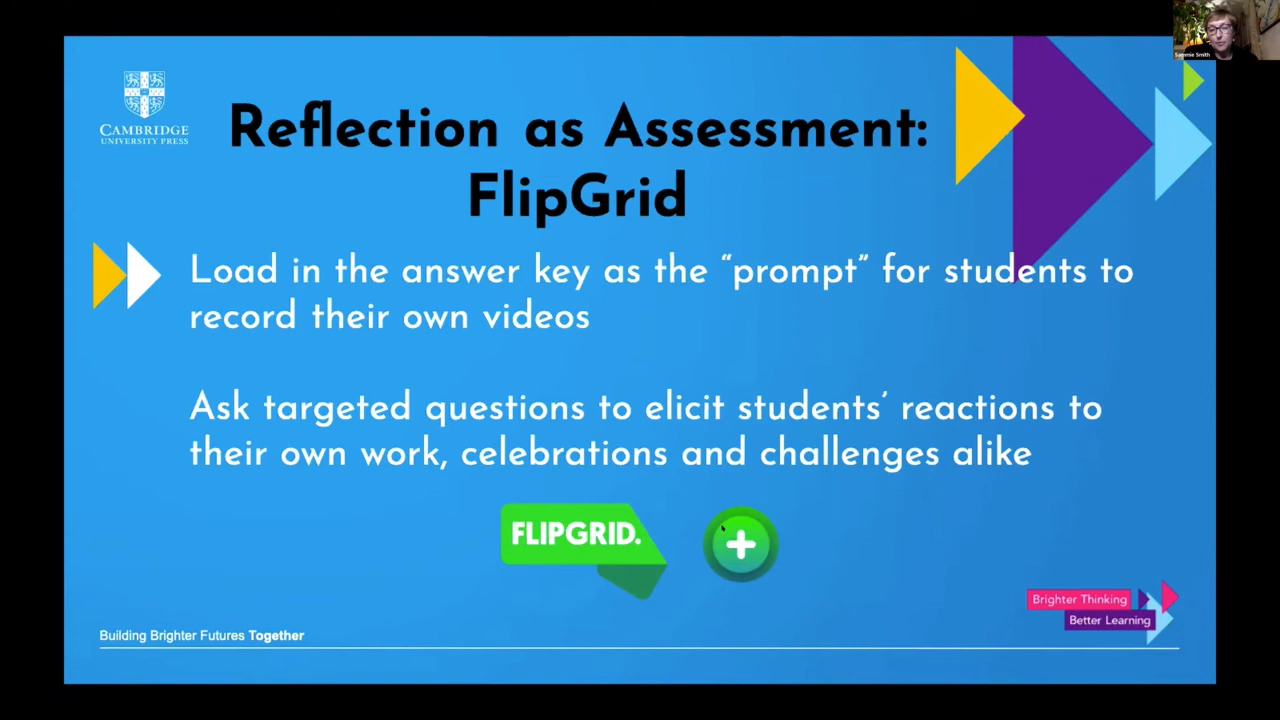 Sammie Smith
CAMBRIDGE
UNIVERSITY PRESS
Reflection as Assessment:
FlipGrid
Load in the answer key as the “prompt” for students to
record their own videos
Ask targeted questions to elicit students’ reactions to
their own work, celebrations and challenges alike
FLIPGRID.
Brighter Thinking
Better Learning
Building Brighter Futures Together